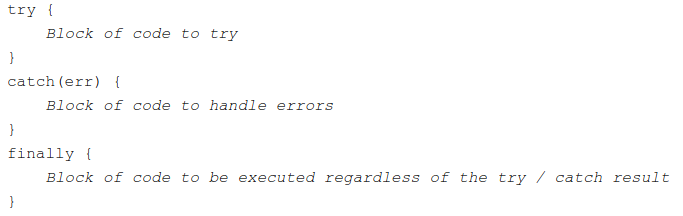 try {
    Block of code to try
}
catch(err) {
    Block of code to handle errors
}
finally {
    Block of code to be executed regardless of the try / catch result
}